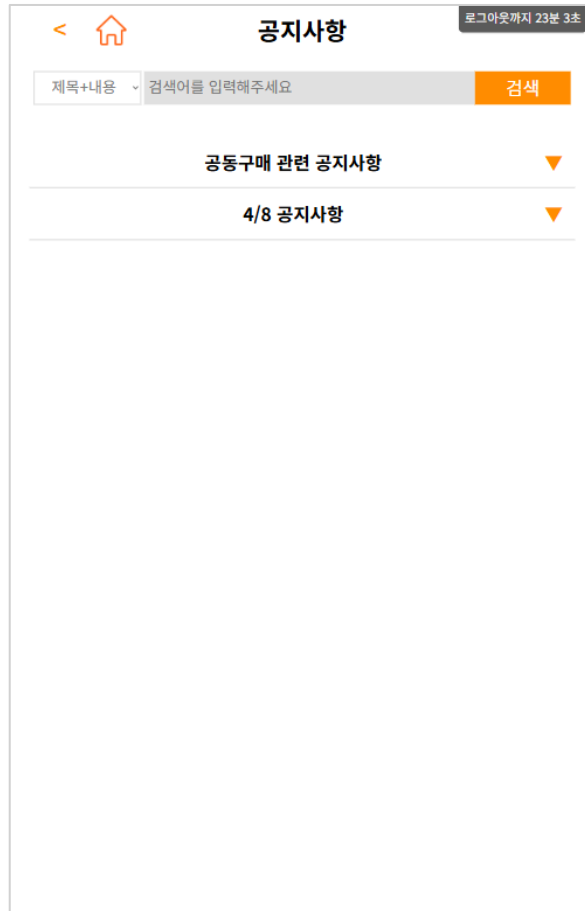 로그아웃까지 23분 3초
< 공지사항
제목+내용 검색어를 입력해주세요 검색
공동구매 관련 공지사항 ▼
4/8 공지사항 ▼